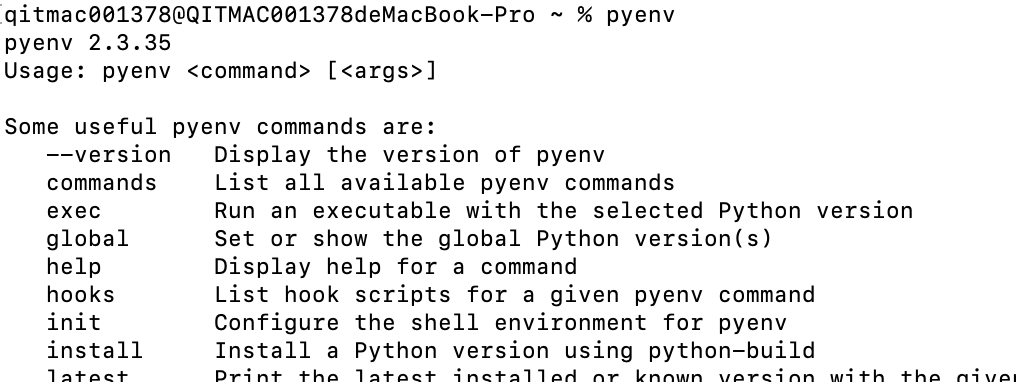 [qitmac001378@QITMAC001378deMacBook-Pro ~ % pyenv
pyenv 2.3.35
Usage: pyenv <command> [<args>]
Some useful pyenv commands are:
--version Display the version of pyenv
commands List all available pyenv commands
exec Run an executable with the selected Python version
global Set or show the global Python version(s)
help Display help for a command
hooks List hook scripts for a given pyenv command
init Configure the shell environment for pyenv
install Install a Python version using python-build
latest Print the latest installed or known version with the